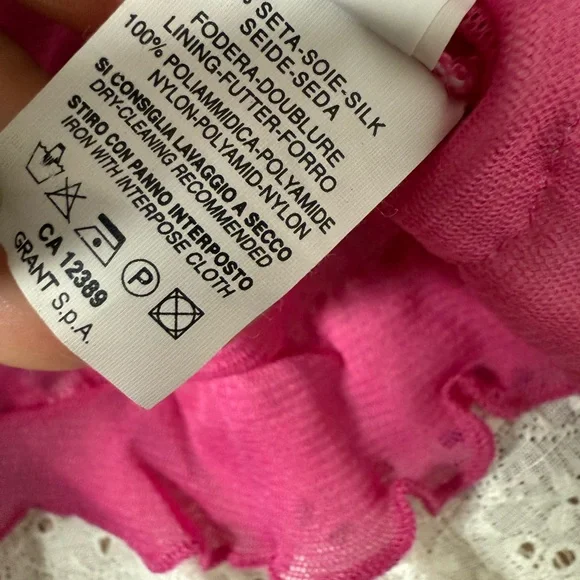 SETA-SOIE-SILK
SEIDE-SEDA
FODERA-DOUBLURE
LINING-FUTTER-FORRO
100% POLIAMMIDICA-POLYAMIDE
NYLON-POLYAMID-NYLON
SI CONSIGLIA LAVAGGIO A SECCO
DRY-CLEANING RECOMMENDED
STIRO CON PANNO INTERPOSTO
IRON WITH INTERPOSE CLOTH
P
CA 12389
GRANT S.p.A.